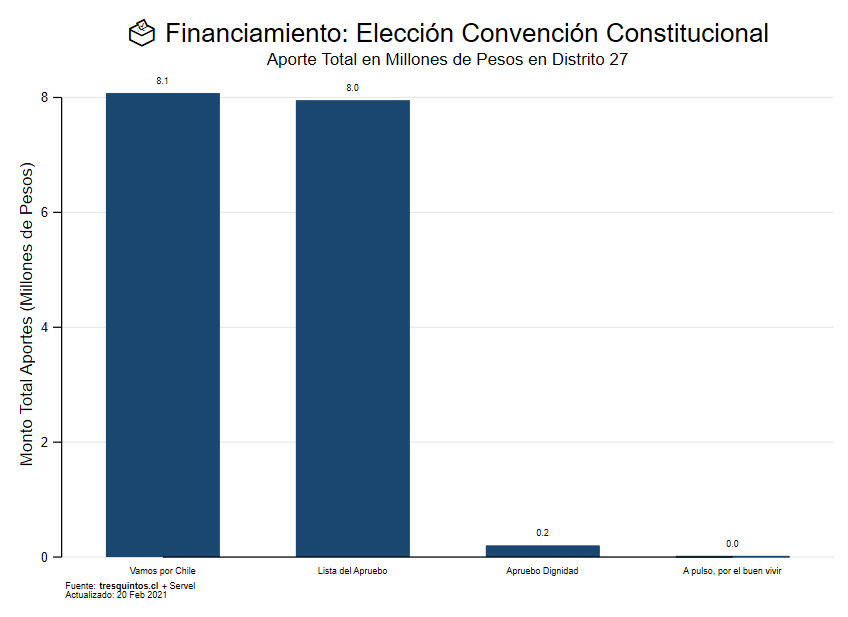 Financiamiento: Elección Convención Constitucional
Aporte Total en Millones de Pesos en Distrito 27
Monto Total Aportes (Millones de Pesos)
8
6
4
2
0
8.1
8.0
0.2
0.0
Vamos por Chile
Lista del Apruebo
Apruebo Dignidad
A pulso, por el buen vivir
Fuente: tresquintos.cl + Servel
Actualizado: 20 Feb 2021